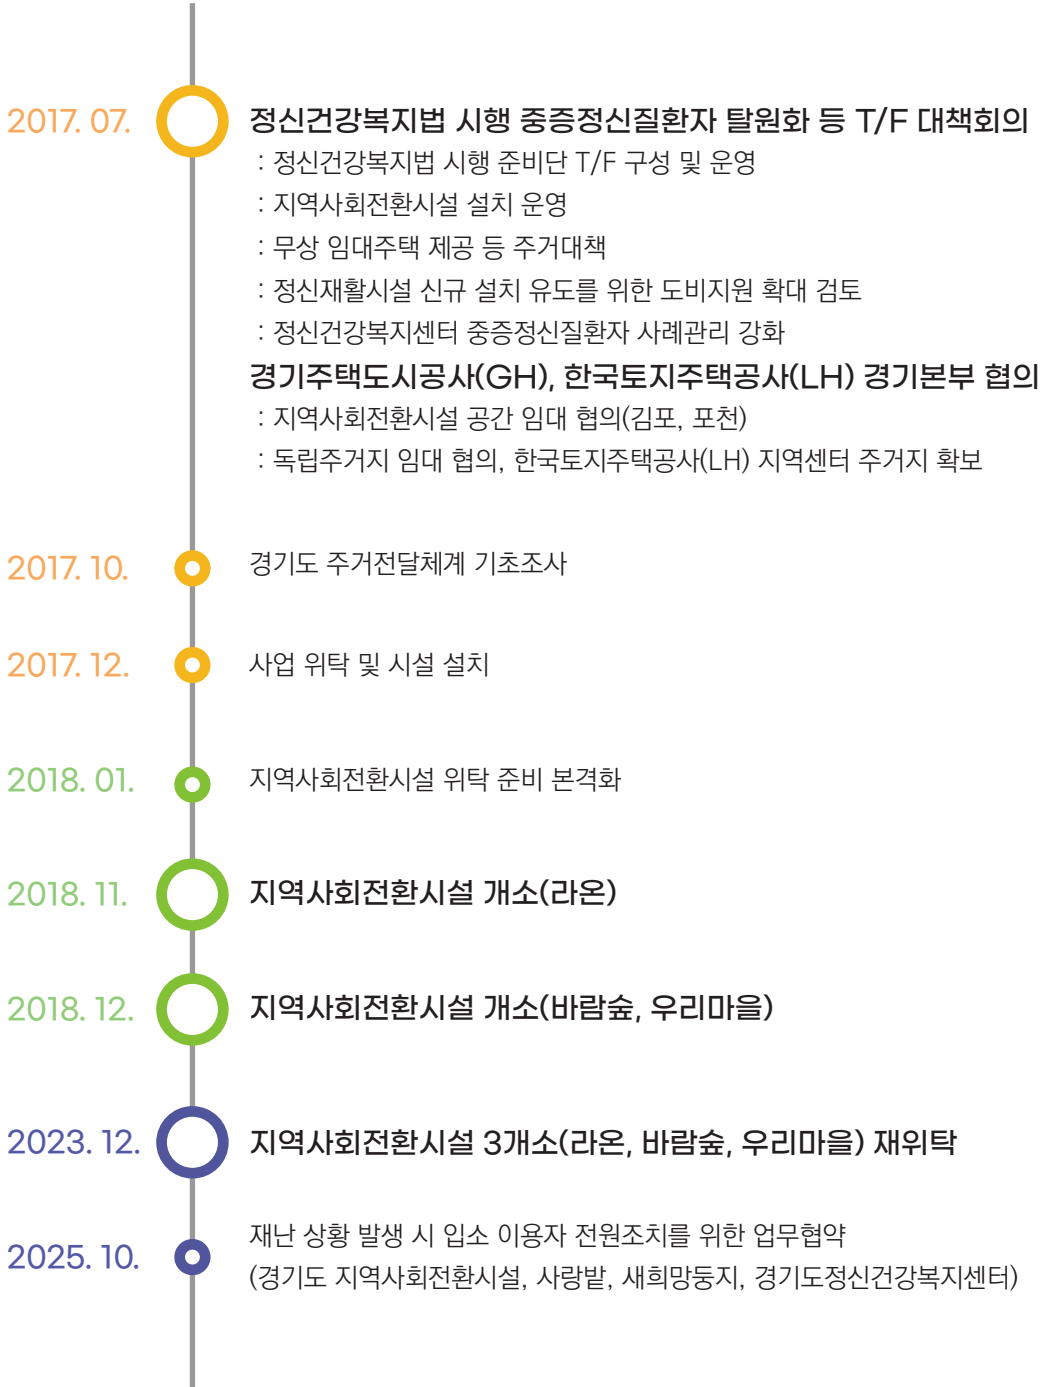 2017. 07.
정신건강복지법 시행 중증정신질환자 탈원화 등 T/F 대책회의
: 정신건강복지법 시행 준비단 T/F 구성 및 운영
: 지역사회전환시설 설치 운영
: 무상 임대주택 제공 등 주거대책
: 정신재활시설 신규 설치 유도를 위한 도비지원 확대 검토
: 정신건강복지센터 중증정신질환자 사례관리 강화
경기주택도시공사(GH), 한국토지주택공사(LH) 경기본부 협의
: 지역사회전환시설 공간 임대 협의(김포, 포천)
: 독립주거지 임대 협의, 한국토지주택공사(LH) 지역센터 주거지 확보
2017. 10.
경기도 주거전달체계 기초조사
2017. 12.
사업 위탁 및 시설 설치
2018. 01.
지역사회전환시설 위탁 준비 본격화
2018. 11.
지역사회전환시설 개소(라온)
2018. 12.
지역사회전환시설 개소(바람숲, 우리마을)
2023. 12.
지역사회전환시설 3개소(라온, 바람숲, 우리마을) 재위탁
2025. 10.
재난 상황 발생 시 입소 이용자 전원조치를 위한 업무협약
(경기도 지역사회전환시설, 사랑밭, 새희망둥지, 경기도정신건강복지센터)